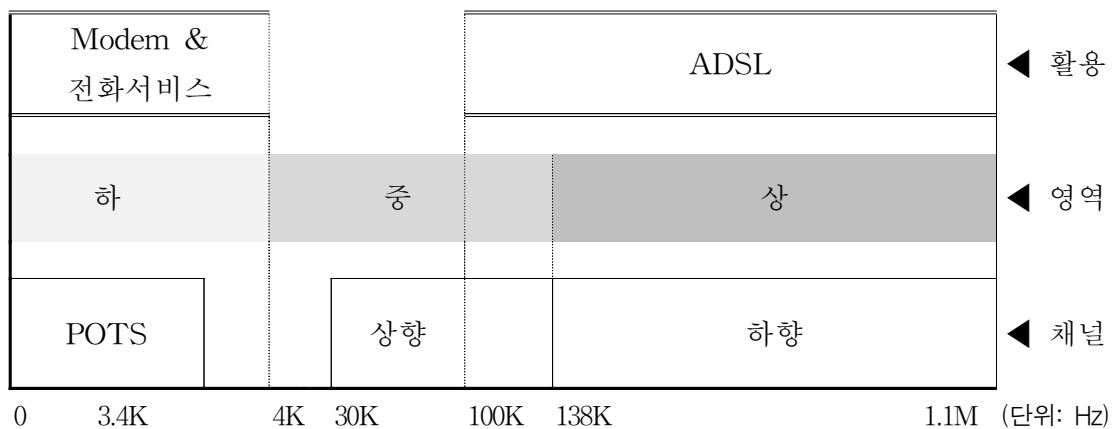 Modem &
전화서비스
ADSL
◀ 활용
하
중
상
◀ 영역
POTS
상향
하향
◀ 채널
0 3.4K 4K 30K 100K 138K 1.1M (단위: Hz)